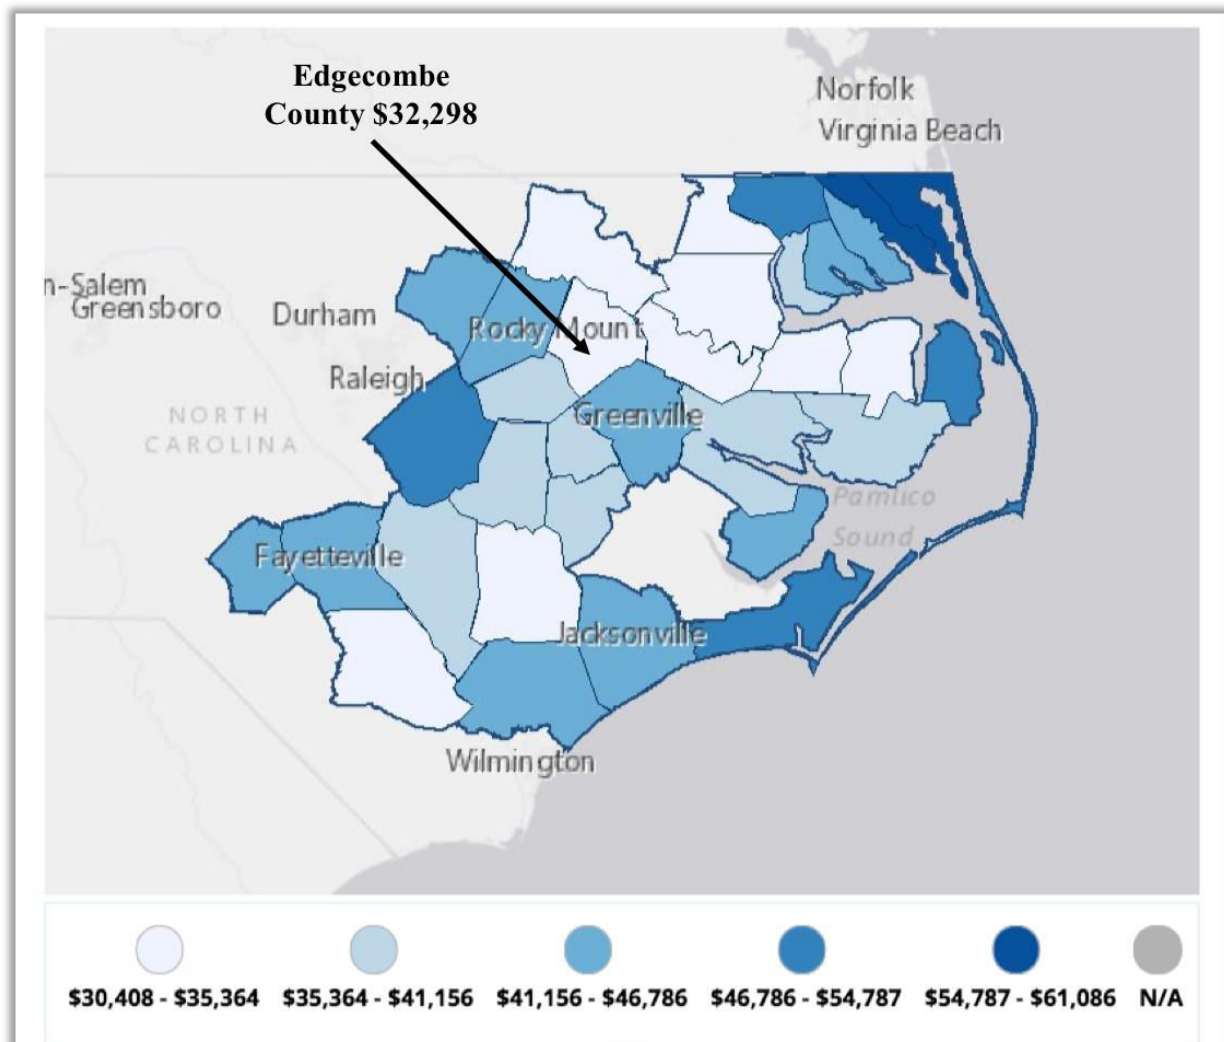 Edgecombe
County $32,298
Norfolk
Virginia Beach
n-Salem
Greensboro
Durham
Rocky Mount
Raleigh
NORTH
CAROLINA
Greenville
Pamlico
Sound
Fayetteville
Jacksonville
Wilmington
$30,408 - $35,364
$35,364 - $41,156
$41,156 - $46,786
$46,786 - $54,787
$54,787 - $61,086
N/A